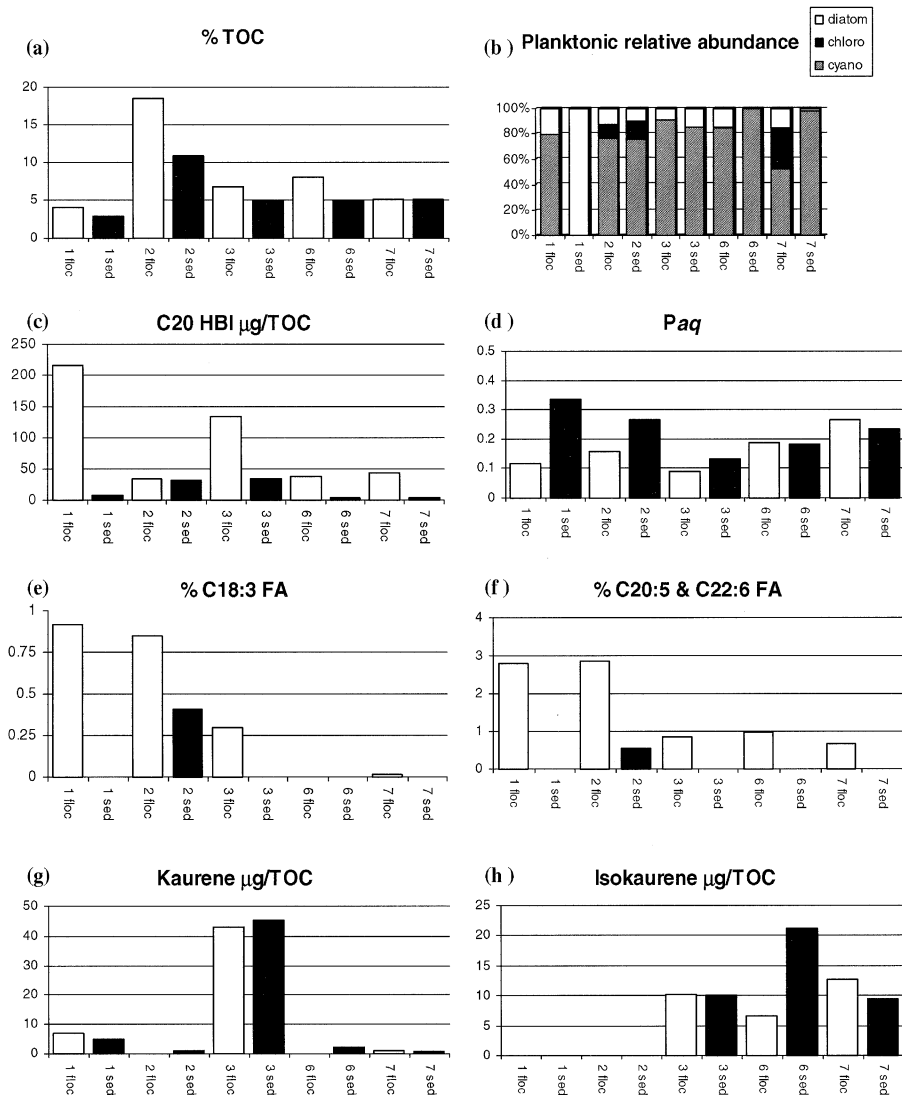 (a)
% TOC
20
15
10
5
0
1 floc
1 sed
2 floc
2 sed
3 floc
3 sed
6 floc
6 sed
7 floc
7 sed
(b)
Planktonic relative abundance
diatom
chloro
cyano
100%
80%
60%
40%
20%
0%
1 floc
1 sed
2 floc
2 sed
3 floc
3 sed
6 floc
6 sed
7 floc
7 sed
(c)
C20 HBI μg/TOC
250
200
150
100
50
0
1 floc
1 sed
2 floc
2 sed
3 floc
3 sed
6 floc
6 sed
7 floc
7 sed
(d)
Paq
0.5
0.4
0.3
0.2
0.1
0
1 floc
1 sed
2 floc
2 sed
3 floc
3 sed
6 floc
6 sed
7 floc
7 sed
(e)
% C18:3 FA
1
0.75
0.5
0.25
0
1 floc
1 sed
2 floc
2 sed
3 floc
3 sed
6 floc
6 sed
7 floc
7 sed
(f )
% C20:5 & C22:6 FA
4
3
2
1
0
1 floc
1 sed
2 floc
2 sed
3 floc
3 sed
6 floc
6 sed
7 floc
7 sed
(g)
Kaurene μg/TOC
50
40
30
20
10
0
1 floc
1 sed
2 floc
2 sed
3 floc
3 sed
6 floc
6 sed
7 floc
7 sed
(h )
Isokaurene μg/TOC
25
20
15
10
5
0
1 floc
1 sed
2 floc
2 sed
3 floc
3 sed
6 floc
6 sed
7 floc
7 sed